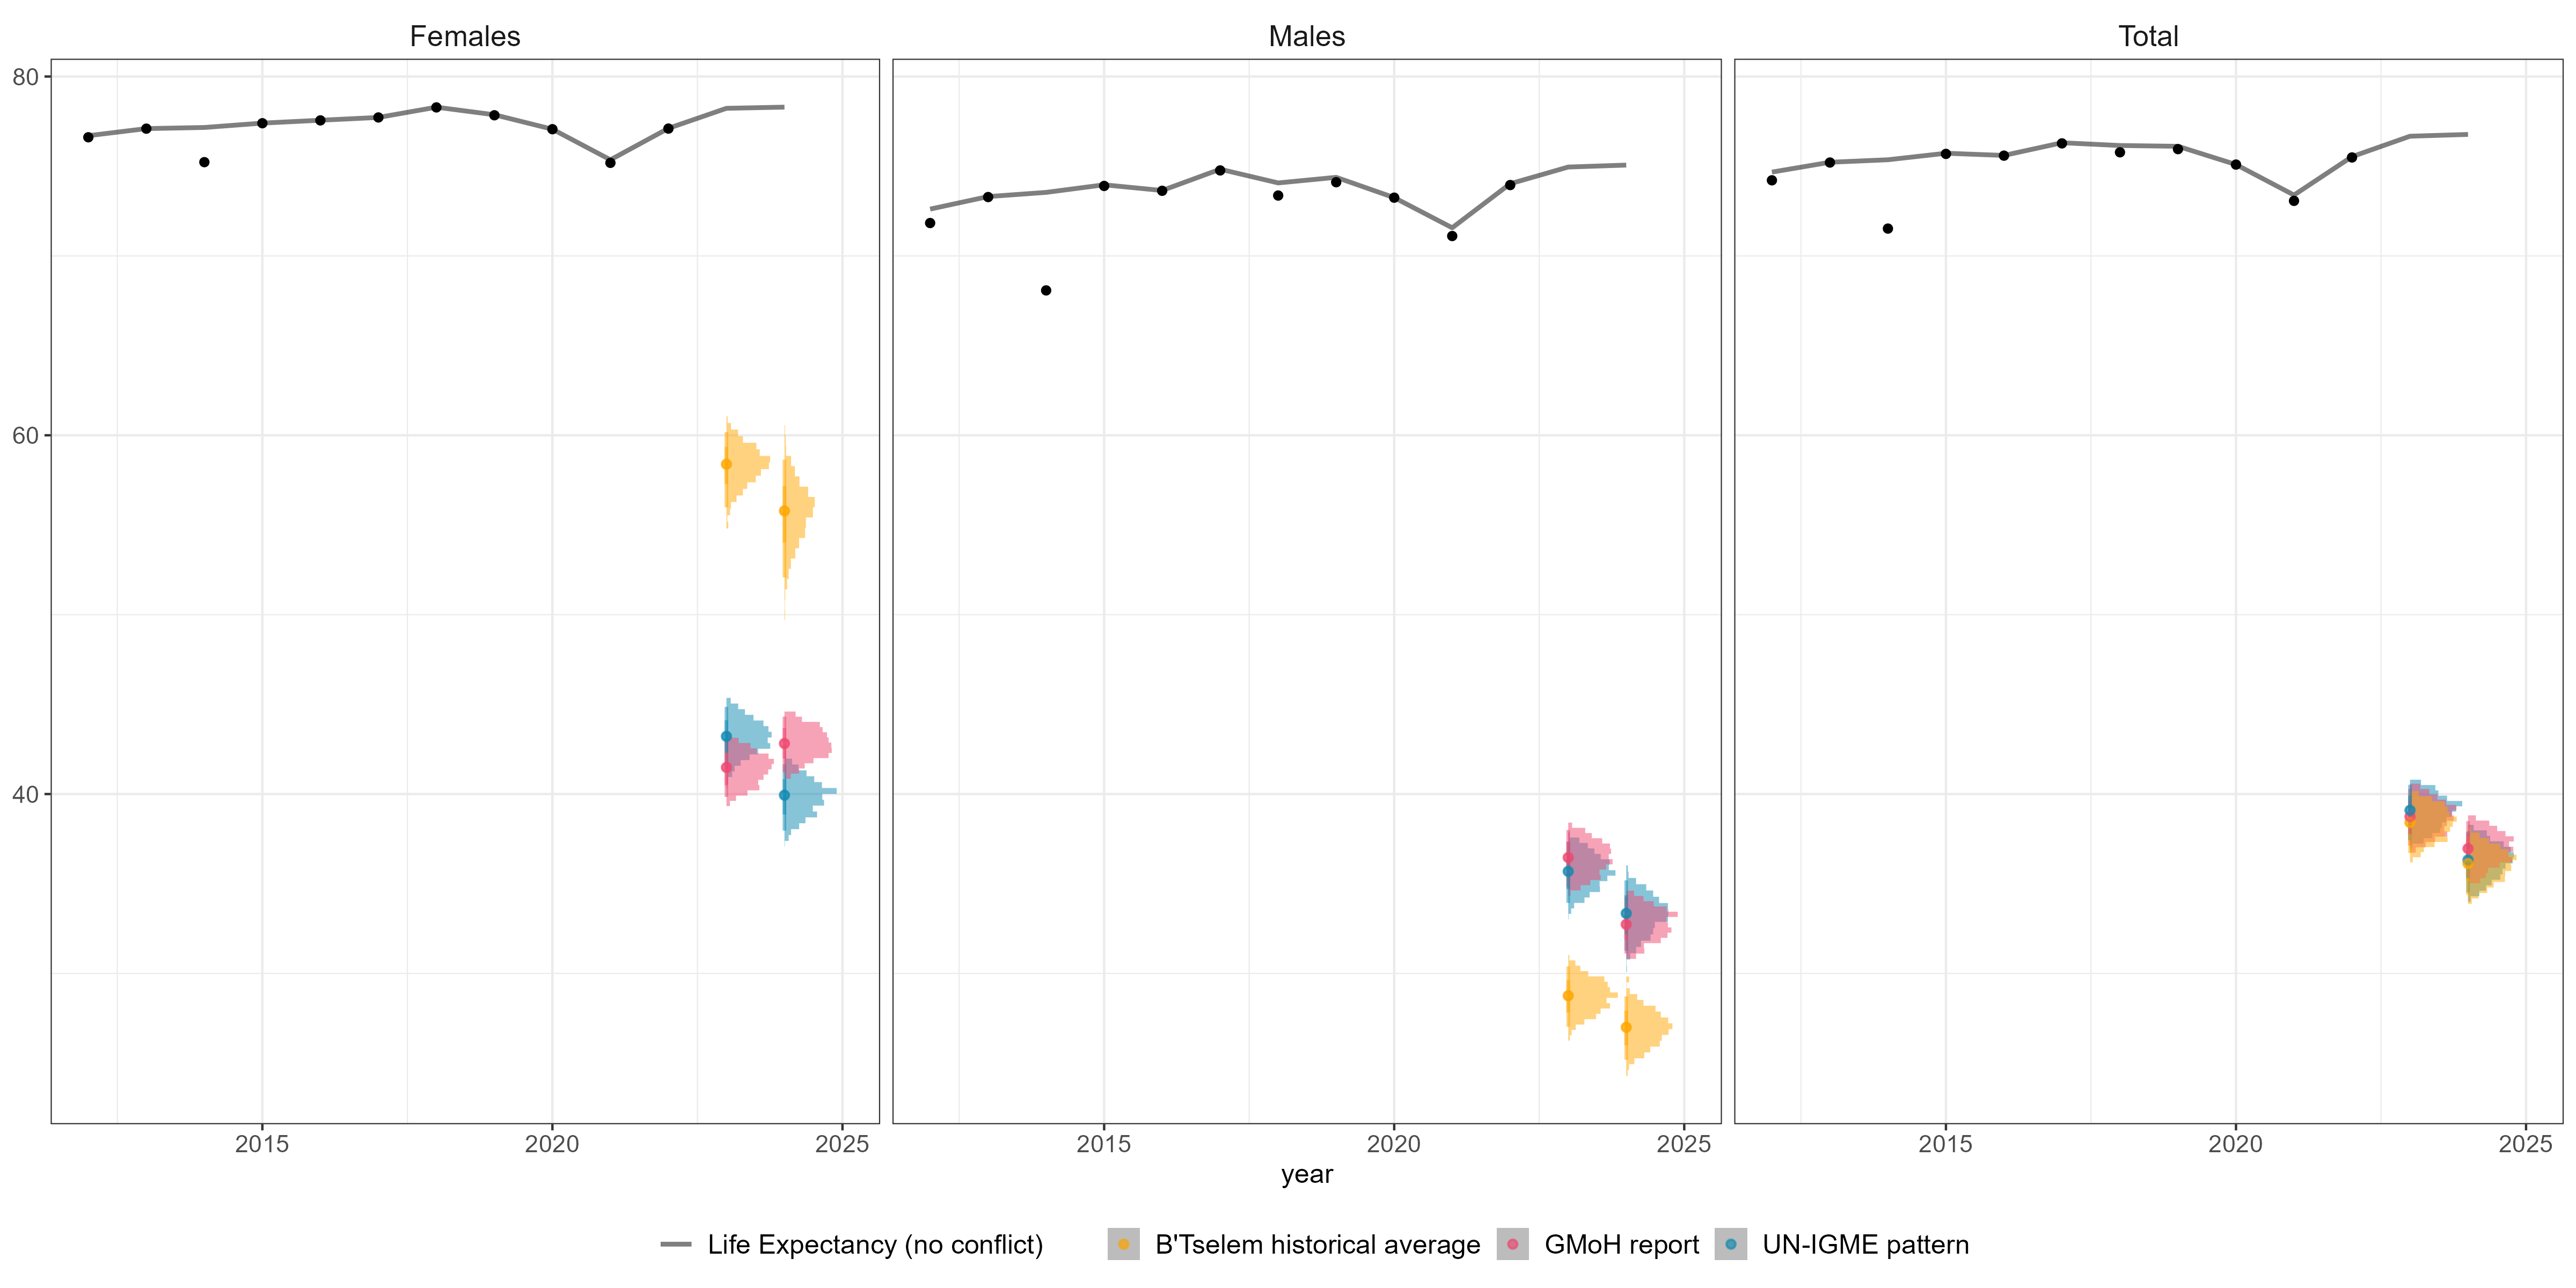 Females Males Total
80
60
40
2015 2020 2025 2015 2020 2025 2015 2020 2025
year
Life Expectancy (no conflict) B'Tselem historical average GMoH report UN-IGME pattern